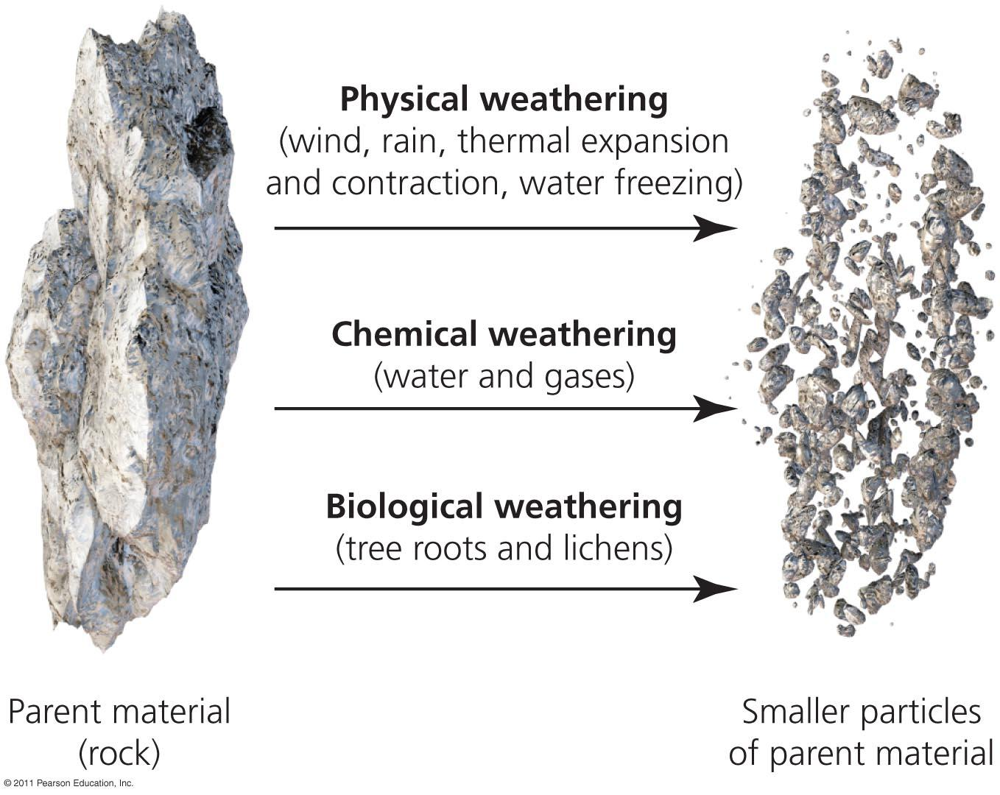 Physical weathering
(wind, rain, thermal expansion
and contraction, water freezing)
Chemical weathering
(water and gases)
Biological weathering
(tree roots and lichens)
Parent material
(rock)
Smaller particles
of parent material
© 2011 Pearson Education, Inc.